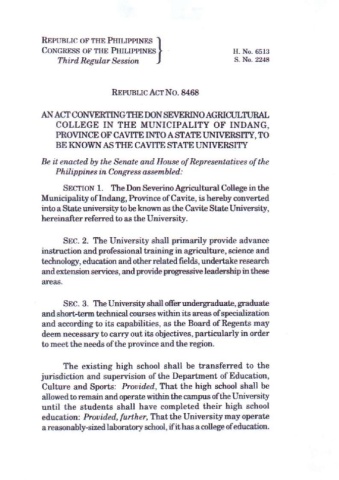 REPUBLIC OF THE PHILIPPINES
CONGRESS OF THE PHILIPPINES
Third Regular Session
H. No. 6513
S. No. 2248
REPUBLIC ACT NO. 8468
AN ACT CONVERTING THE DON SEVERINO AGRICULTURAL
COLLEGE IN THE MUNICIPALITY OF INDANG,
PROVINCE OF CAVITE INTO A STATE UNIVERSITY, TO
BE KNOWN AS THE CAVITE STATE UNIVERSITY
Be it enacted by the Senate and House of Representatives of the
Philippines in Congress assembled:
SECTION 1. The Don Severino Agricultural College in the
Municipality of Indang, Province of Cavite, is hereby converted
into a State university to be known as the Cavite State University,
hereinafter referred to as the University.
SEC. 2. The University shall primarily provide advance
instruction and professional training in agriculture, science and
technology, education and other related fields, undertake research
and extension services, and provide progressive leadership in these
areas.
SEC. 3. The University shall offer undergraduate, graduate
and short-term technical courses within its areas of specialization
and according to its capabilities, as the Board of Regents may
deem necessary to carry out its objectives, particularly in order
to meet the needs of the province and the region.
The existing high school shall be transferred to the
jurisdiction and supervision of the Department of Education,
Culture and Sports: Provided, That the high school shall be
allowed to remain and operate within the campus of the University
until the students shall have completed their high school
education: Provided, further, That the University may operate
a reasonably-sized laboratory school, if it has a college of education.